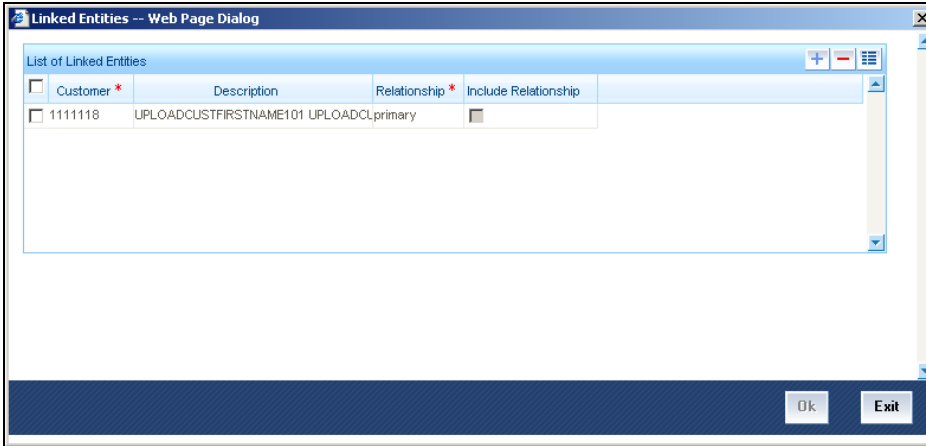 Linked Entities -- Web Page Dialog
List of Linked Entities
Customer * Description Relationship * Include Relationship
1111118 UPLOADCUSTFIRSTNAME101 UPLOADCU primary
Ok Exit